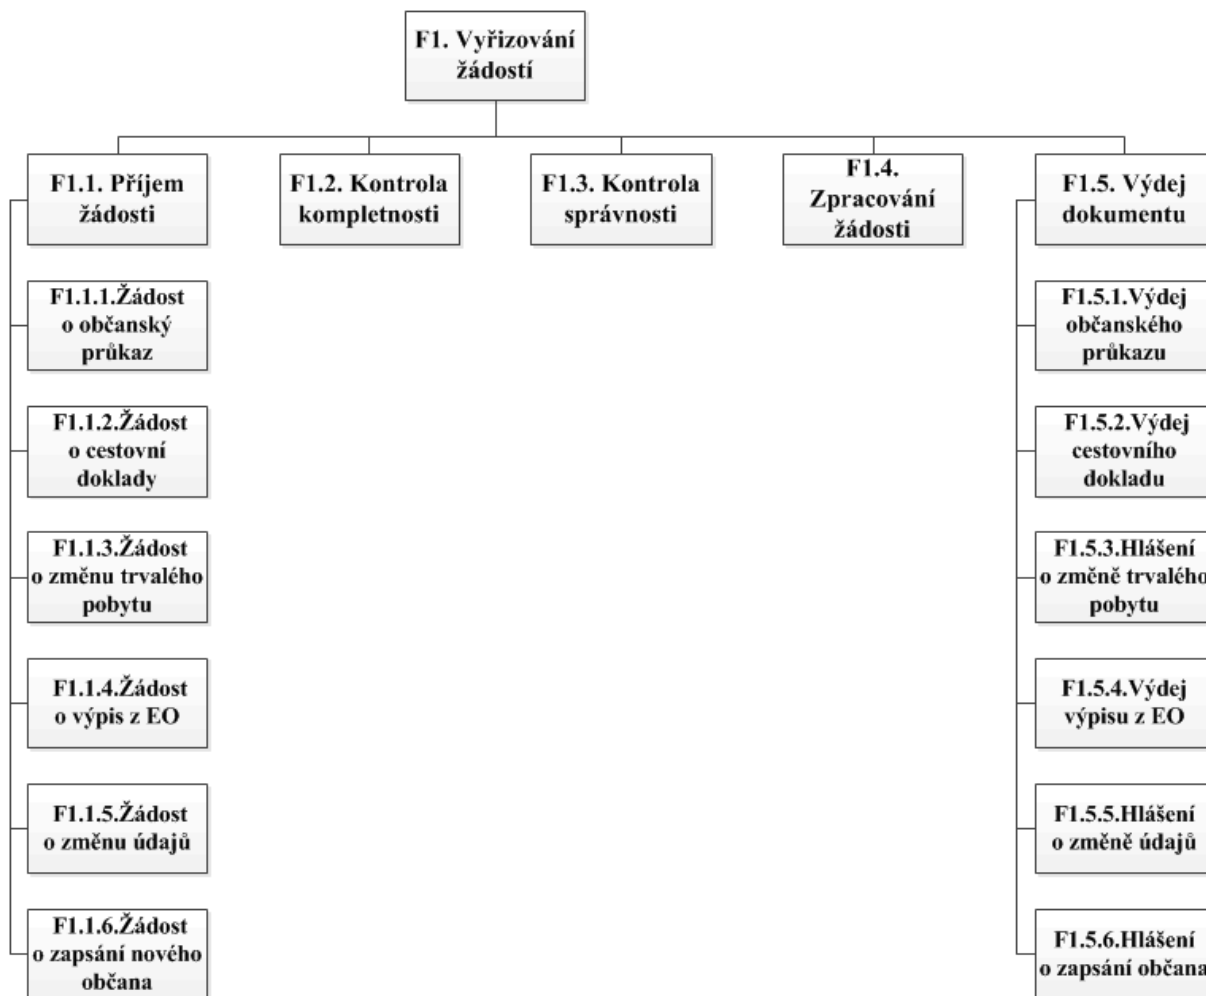 F1. Vyřizování
žádostí
F1.1. Příjem
žádosti
F1.2. Kontrola
kompletnosti
F1.3. Kontrola
správnosti
F1.4.
Zpracování
žádosti
F1.5. Výdej
dokumentu
F1.1.1.Žádost
o občanský
průkaz
F1.1.2.Žádost
o cestovní
doklady
F1.1.3.Žádost
o změnu trvalého
pobytu
F1.1.4.Žádost
o výpis z EO
F1.1.5.Žádost
o změnu údajů
F1.1.6.Žádost
o zapsání nového
občana
F1.5.1.Výdej
občanského
průkazu
F1.5.2.Výdej
cestovního
dokladu
F1.5.3.Hlášení
o změně trvalého
pobytu
F1.5.4.Výdej
výpisu z EO
F1.5.5.Hlášení
o změně údajů
F1.5.6.Hlášení
o zapsání občana